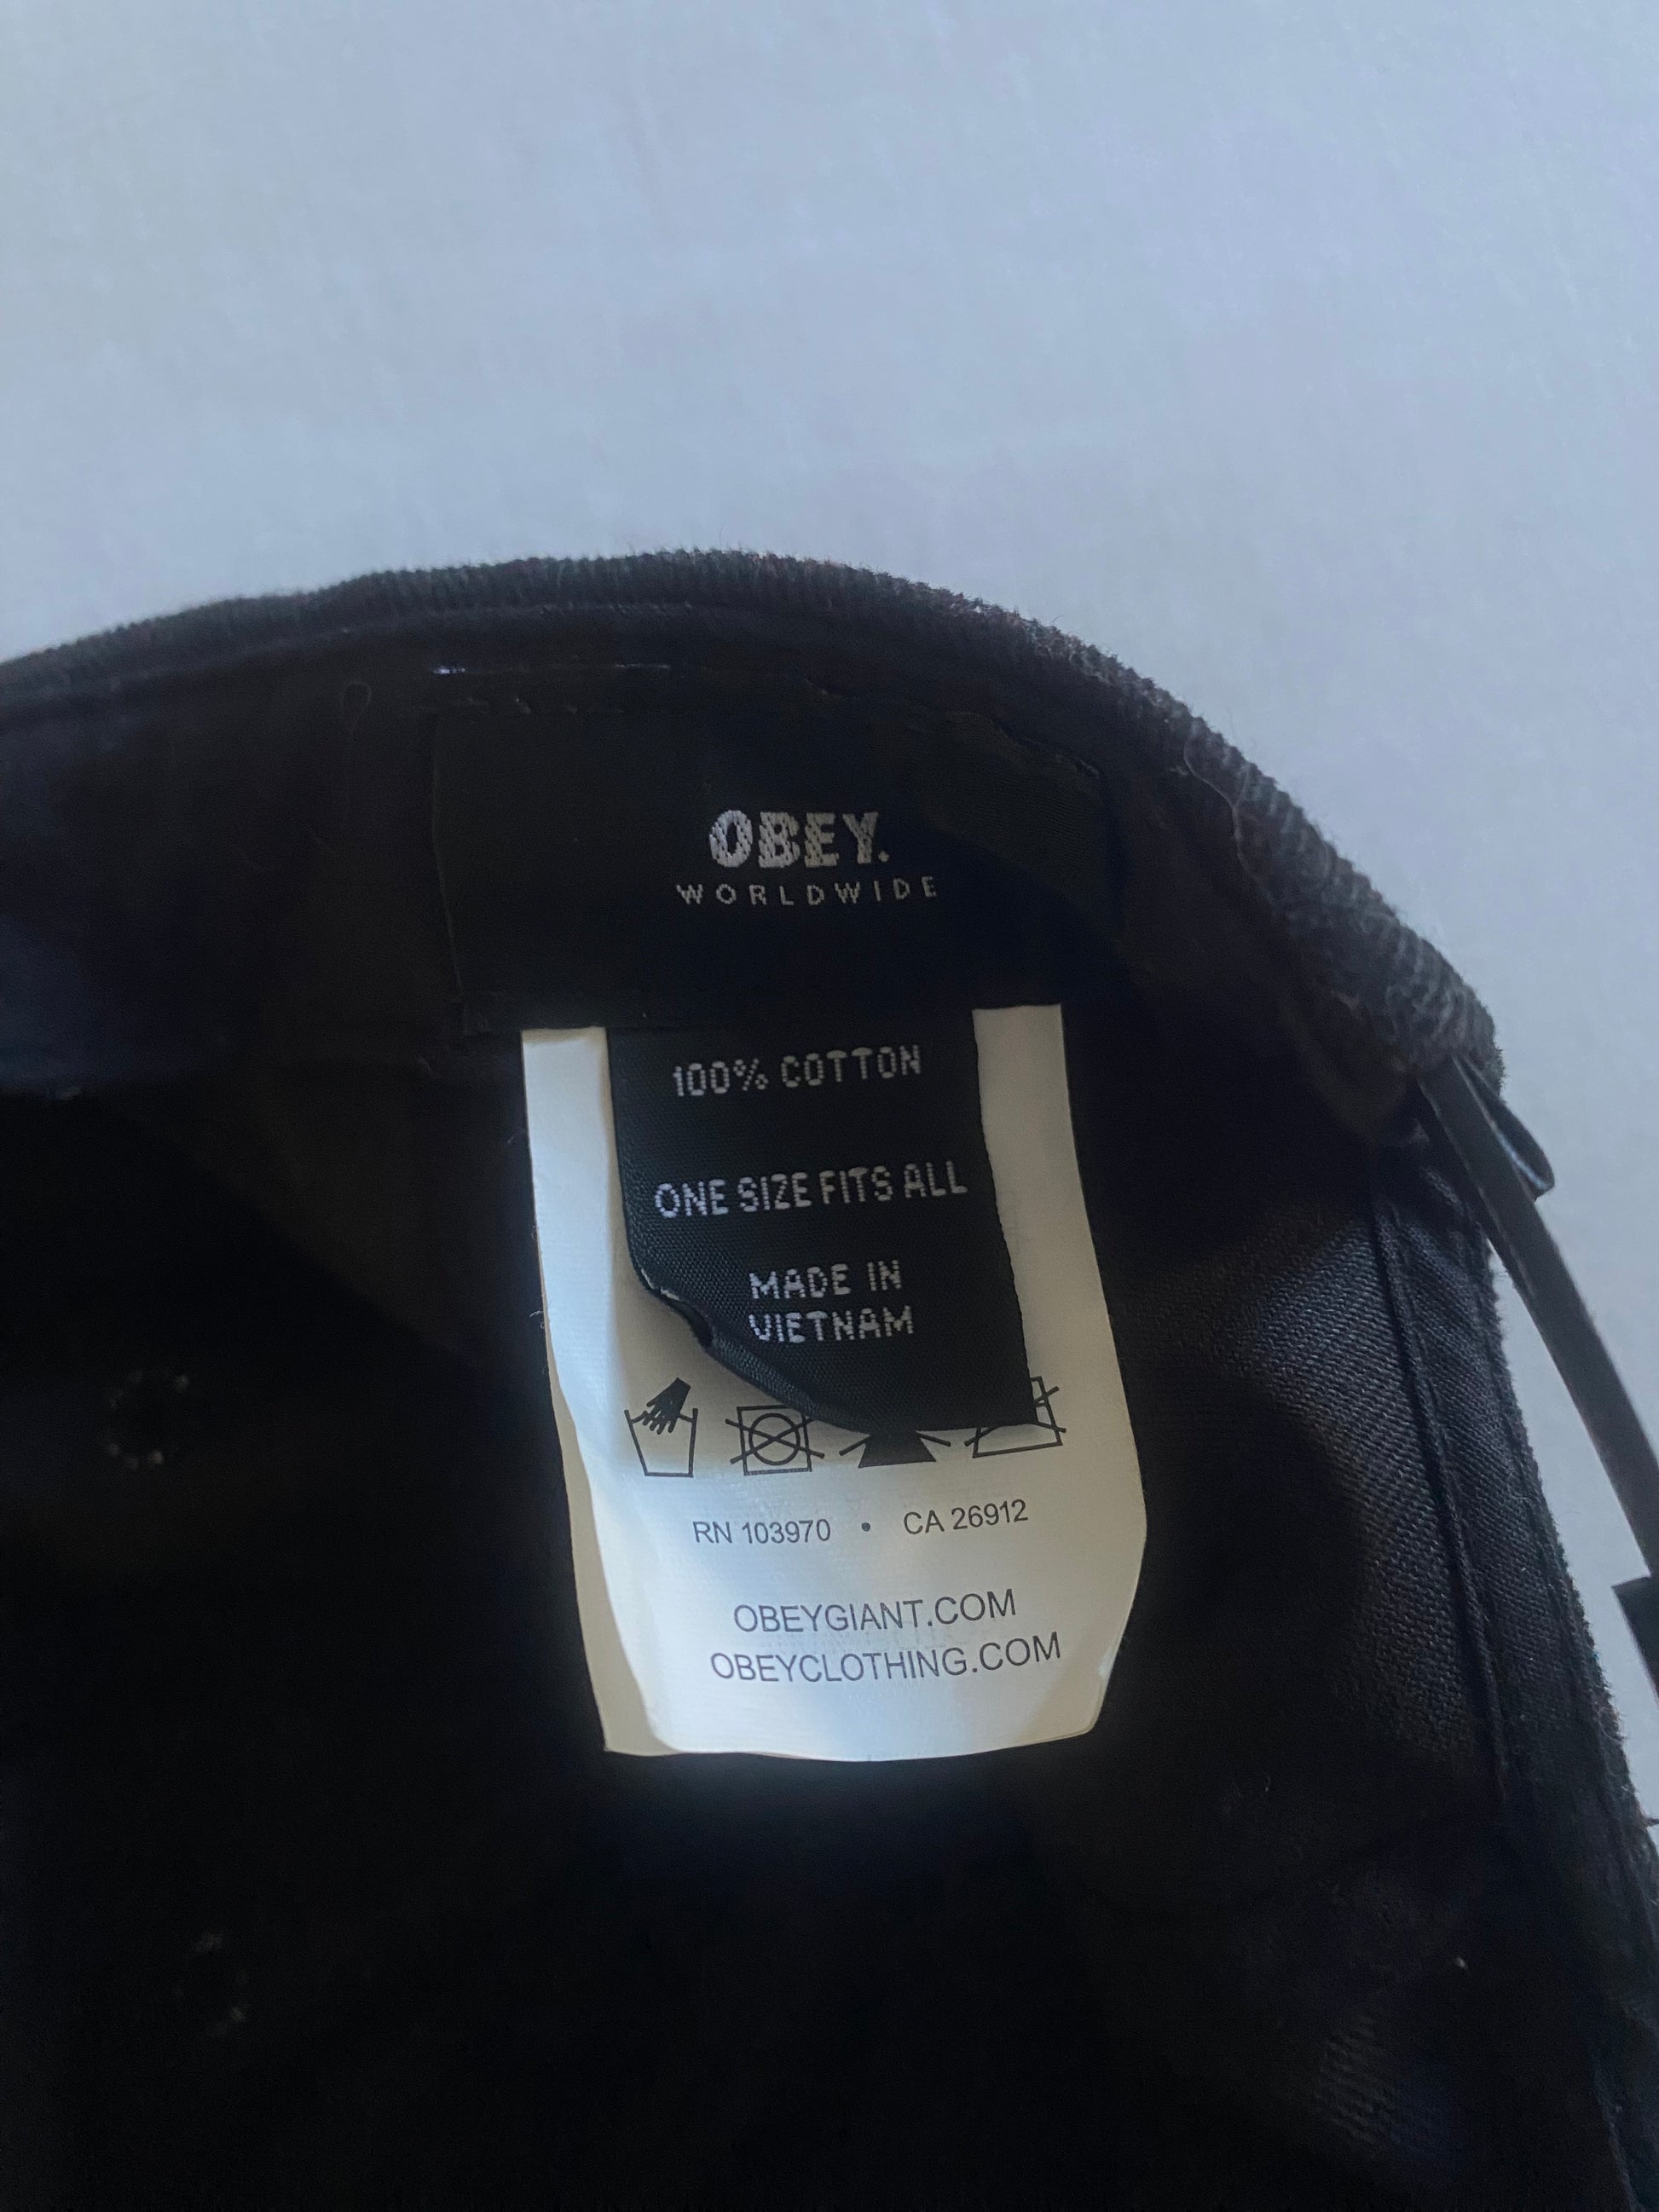 OBEY.
WORLDWIDE
100% COTTON
ONE SIZE FITS ALL
MADE IN
VIETNAM
RN 103970 • CA 26912
OBEYGIANT.COM
OBEYCLOTHING.COM